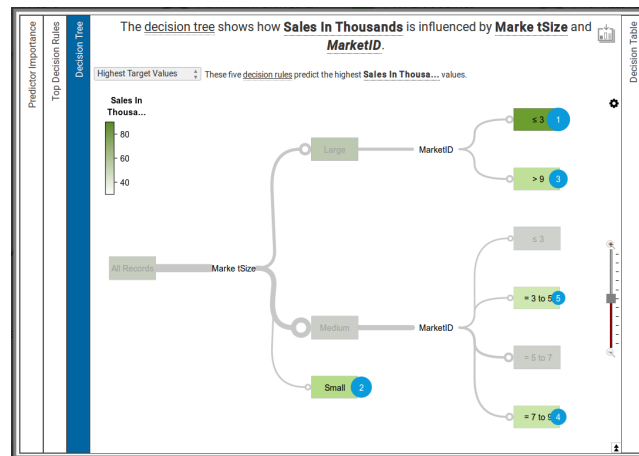 The decision tree shows how Sales In Thousands is influenced by Marke tSize and
MarketID.
Predictor Importance
Top Decision Rules
Decision Tree
Decision Table
Highest Target Values
These five decision rules predict the highest Sales In Thousa... values.
Sales In
Thousa...
80
60
40
All Records
Marke tSize
Large
MarketID
≤ 3
1
> 9
3
Medium
MarketID
≤ 3
= 3 to 5
5
= 5 to 7
= 7 to 9
4
Small
2